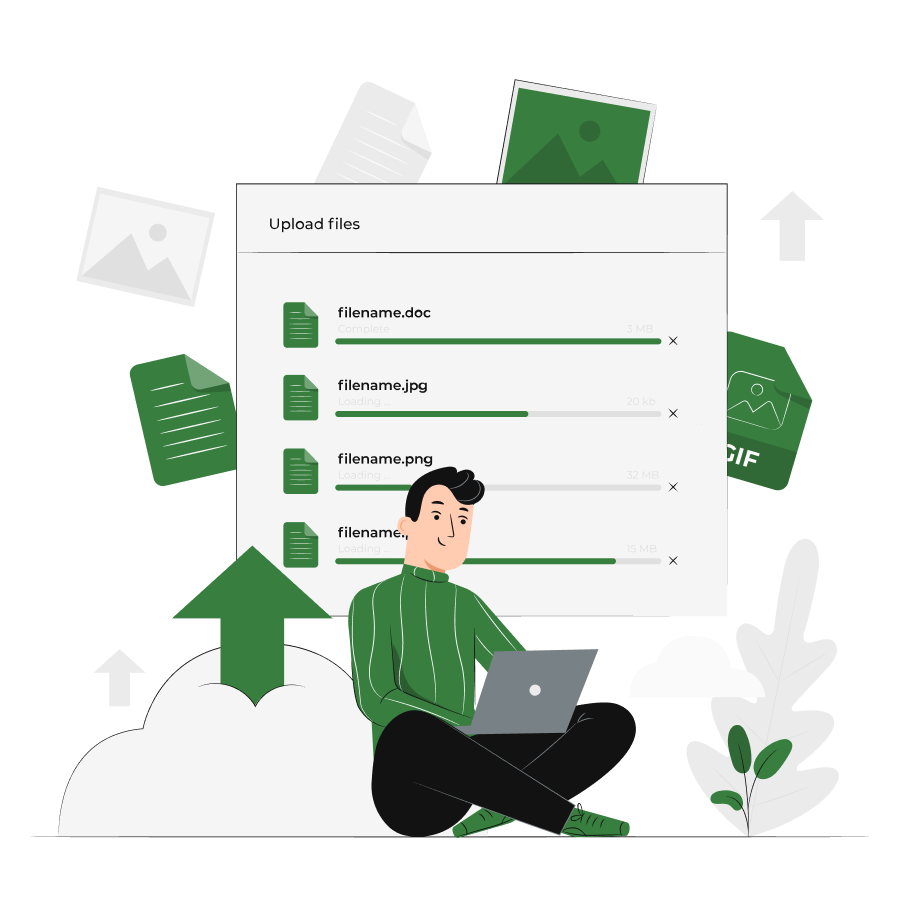 Upload files
filename.doc
Complete 3 MB
filename.jpg
Loading ... 20 kb
filename.png
Loading ... 32 MB
filename.
Loading ... 15 MB
GIF